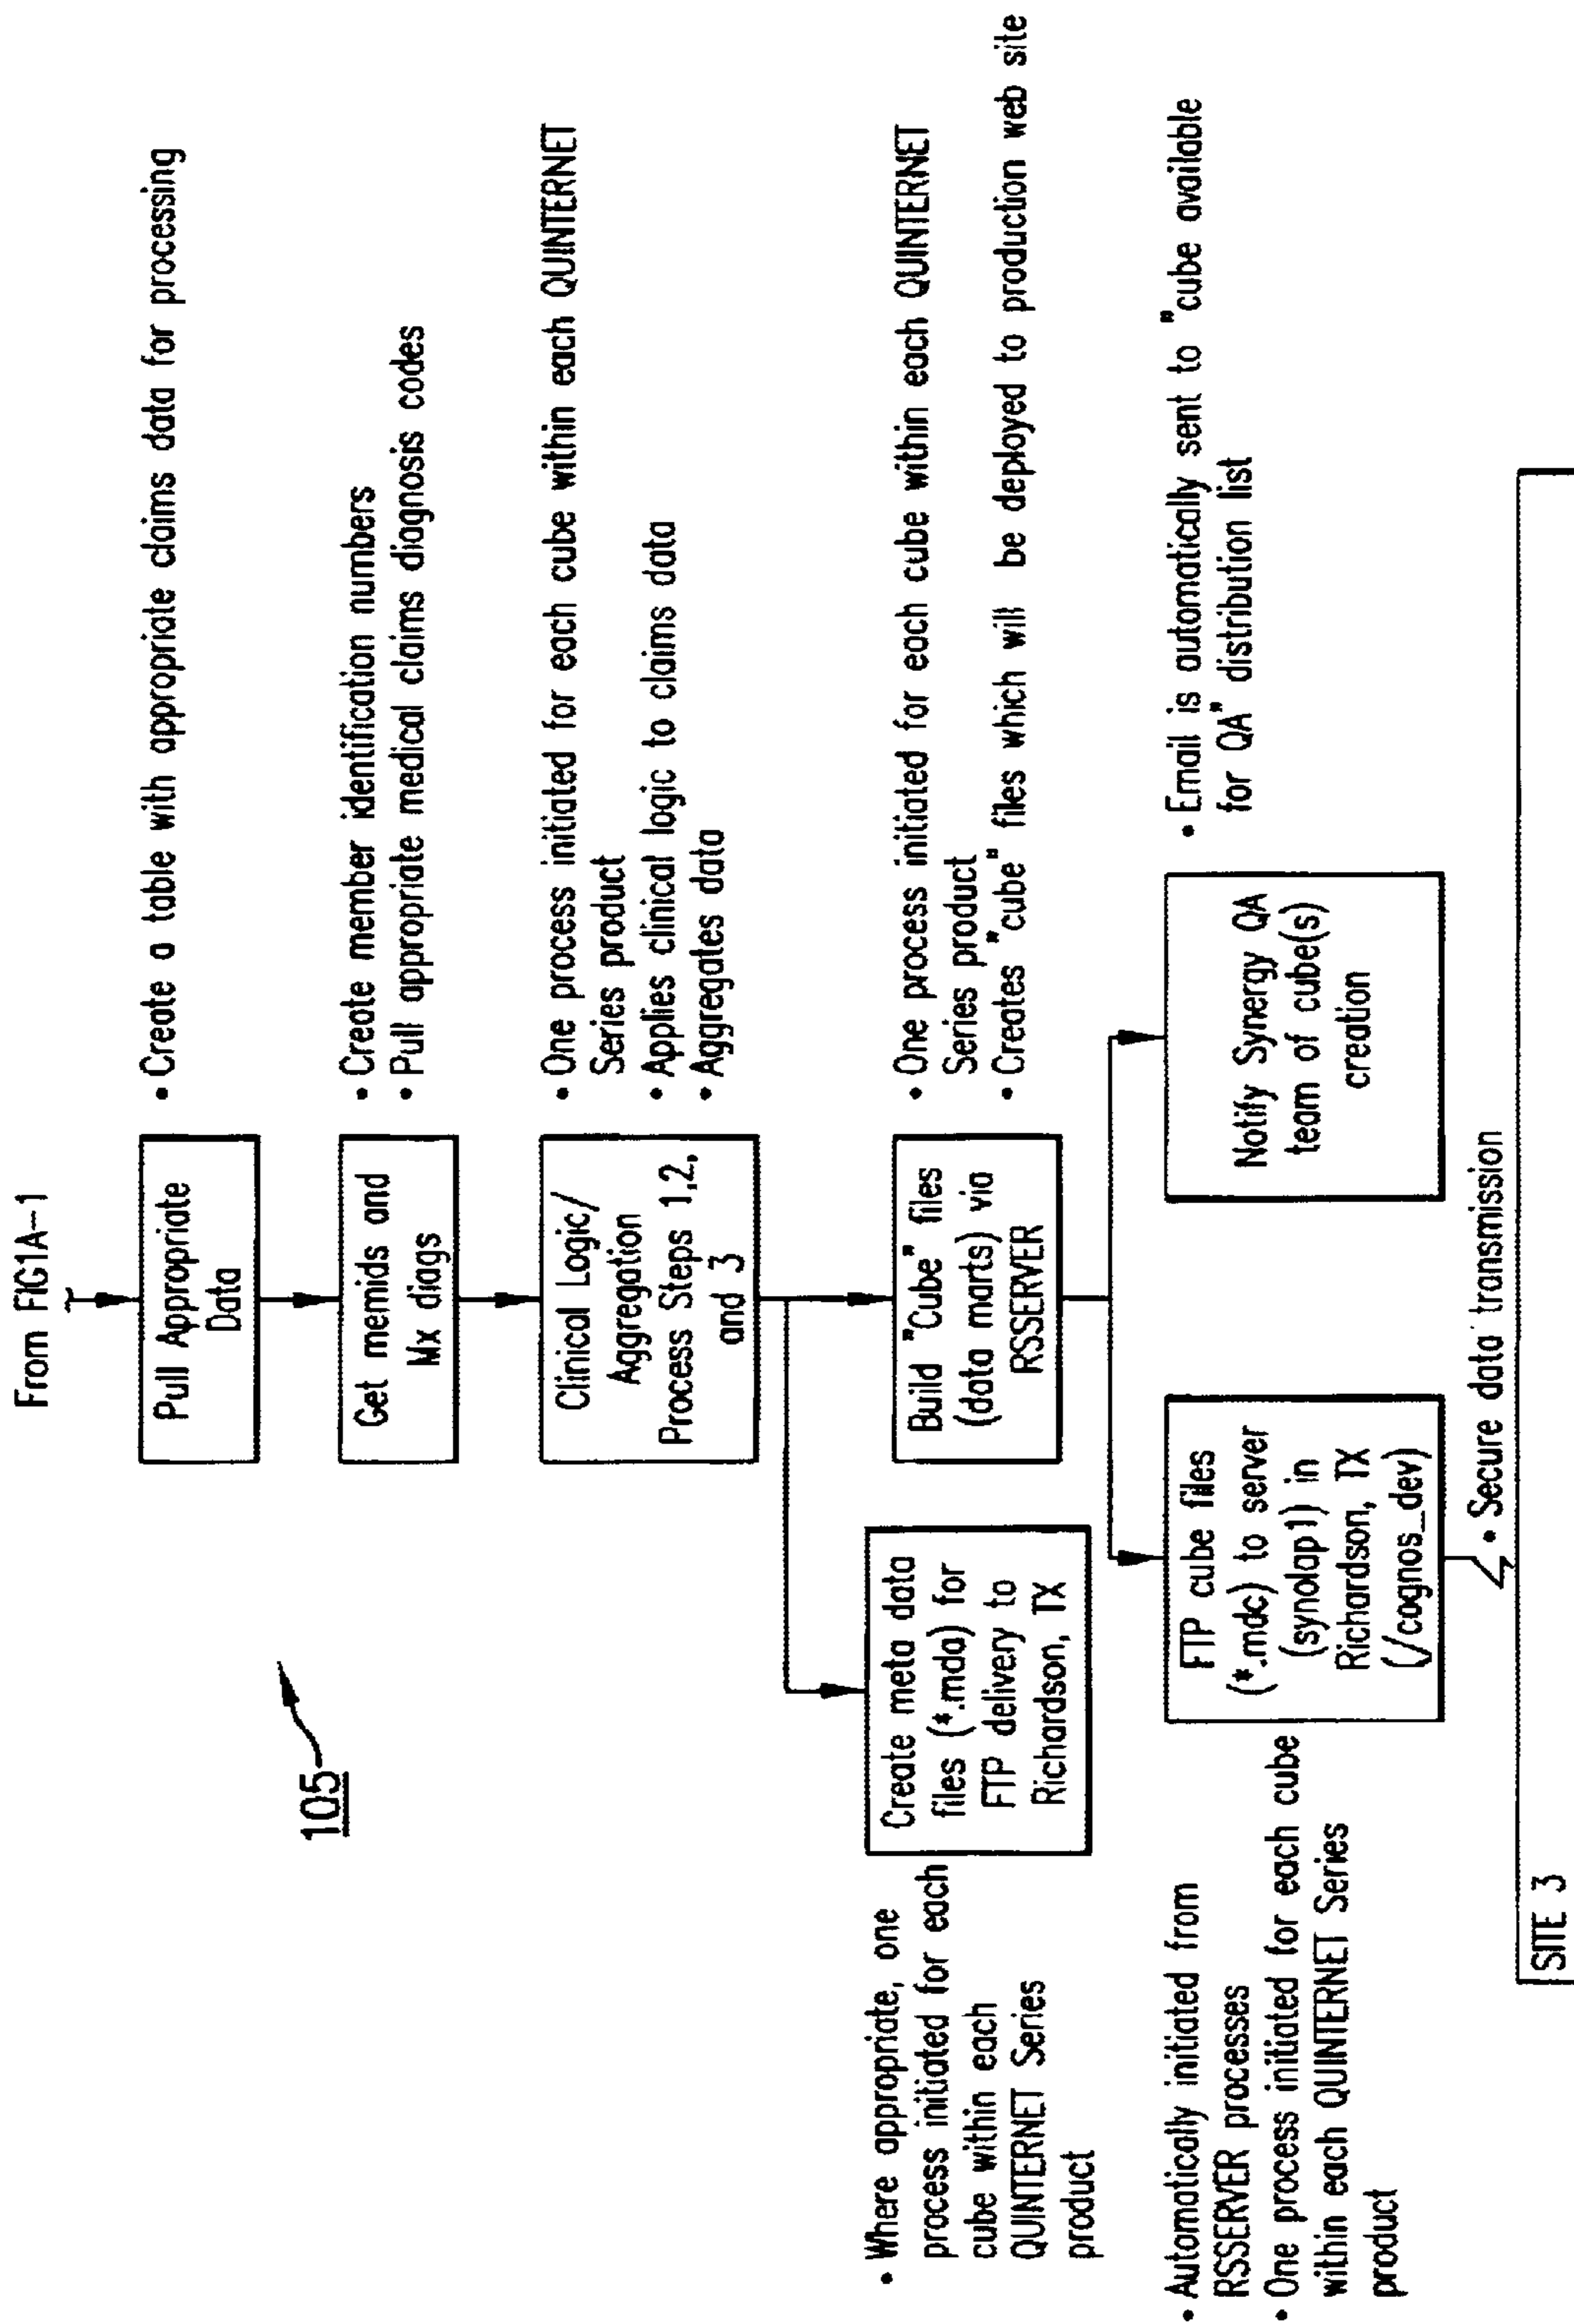 From FIG1A-1
Pull Appropriate
Data
• Create a table with appropriate claims data for processing
105
Get memids and
Mx diags
• Create member identification numbers
• Pull appropriate medical claims diagnosis codes
Clinical Logic/
Aggregation
Process Steps 1,2,
and 3
• One process initiated for each cube within each QUINTERNET
Series product
• Applies clinical logic to claims data
• Aggregates data
• Where appropriate, one
process initiated for each
cube within each
QUINTERNET Series
product
Create meta data
files (*.mda) for
FTP delivery to
Richardson, TX
Build "Cube" files
(data marts) via
RSSERVER
• One process initiated for each cube within each QUINTERNET
Series product
• Creates "cube" files which will be deployed to production web site
• Automatically initiated from
RSSERVER processes
• One process initiated for each cube
within each QUINTERNET Series
product
FTP cube files
(*.mdc) to server
(synolap1) in
Richardson, TX
(/cognos_dev)
Notify Synergy QA
team of cube(s)
creation
• Email is automatically sent to "cube available
for QA" distribution list
• Secure data transmission
SITE 3